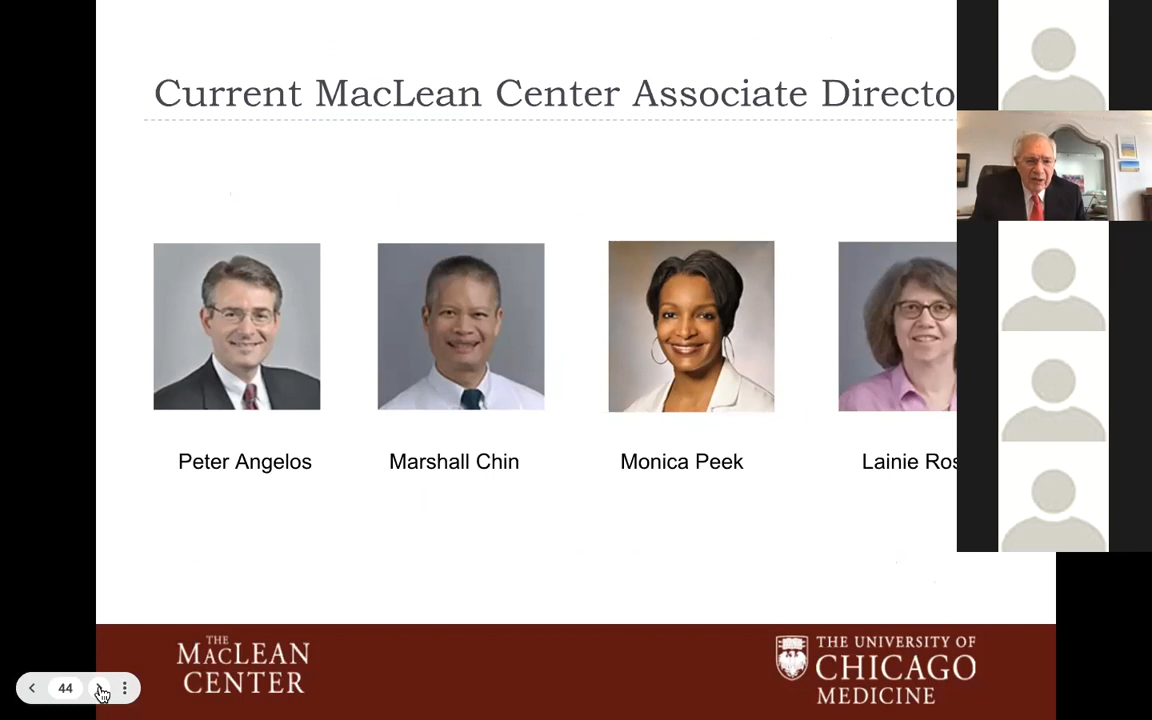 Current MacLean Center Associate Directo
Peter Angelos
Marshall Chin
Monica Peek
Lainie Ros
THE
MACLEAN
CENTER
THE UNIVERSITY OF
CHICAGO
MEDICINE
44